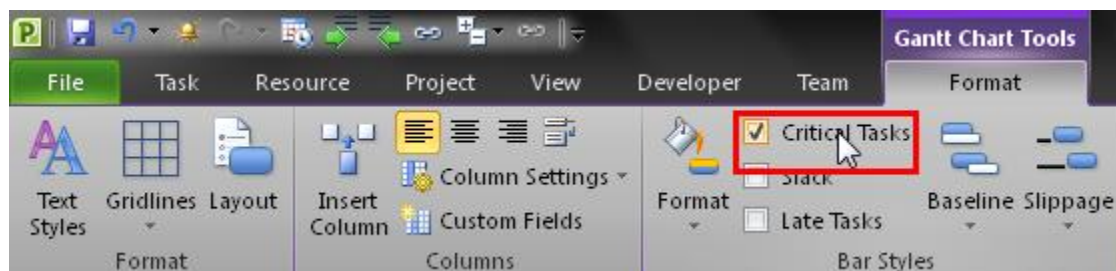 P
Gantt Chart Tools
File Task Resource Project View Developer Team Format
Critical Tasks
Slack
Late Tasks
Text Styles
Gridlines
Layout
Insert Column
Column Settings
Custom Fields
Format
Baseline
Slippage
Format
Columns
Bar Styles